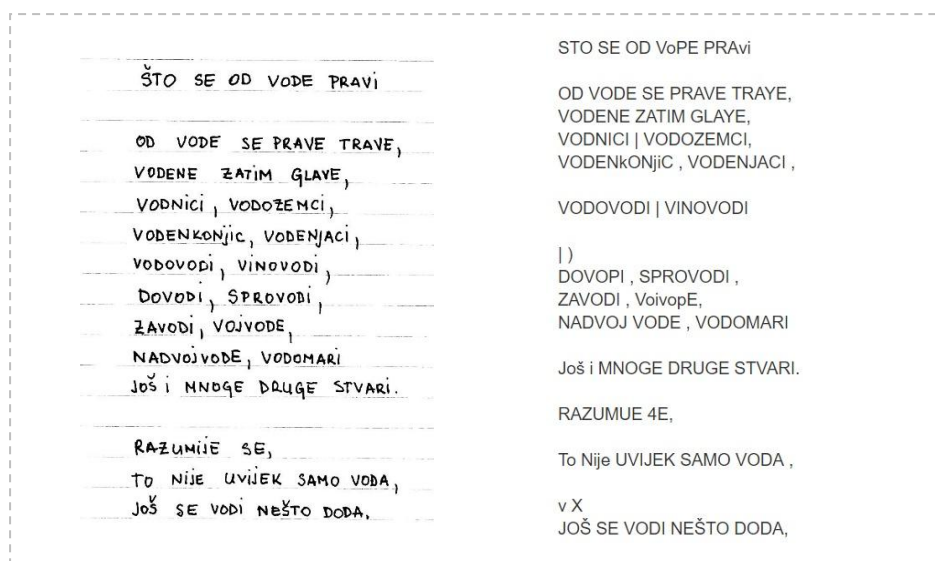 ŠTO SE OD VODE PRAVi
OD VODE SE PRAVE TRAVE,
VODENE ZATiM GLAVE,
VODNiCi, VODOZEMCi,
VODENKONjic, VODENjACi,
VODOVODi, ViNOVODi,
DOVODi, SPROVODi,
ZAVODi, VOjVODE,
NADVOjVODE, VODOMARi
JOŠ i MNOGE DRUGE STVARi.
RAZUMijE SE,
TO NijE UVijEK SAMO VODA,
JOŠ SE VODi NEŠTO DODA.
STO SE OD VoPE PRAvi
OD VODE SE PRAVE TRAYE,
VODENE ZATIM GLAYE,
VODNICI | VODOZEMCI,
VODENkONjiC , VODENJACI ,
VODOVODI | VINOVODI
| )
DOVOPI , SPROVODI ,
ZAVODI , VoivopE,
NADVOJ VODE , VODOMARI
Još i MNOGE DRUGE STVARI.
RAZUMUE 4E,
To Nije UVIJEK SAMO VODA ,
v X
JOŠ SE VODI NEŠTO DODA,